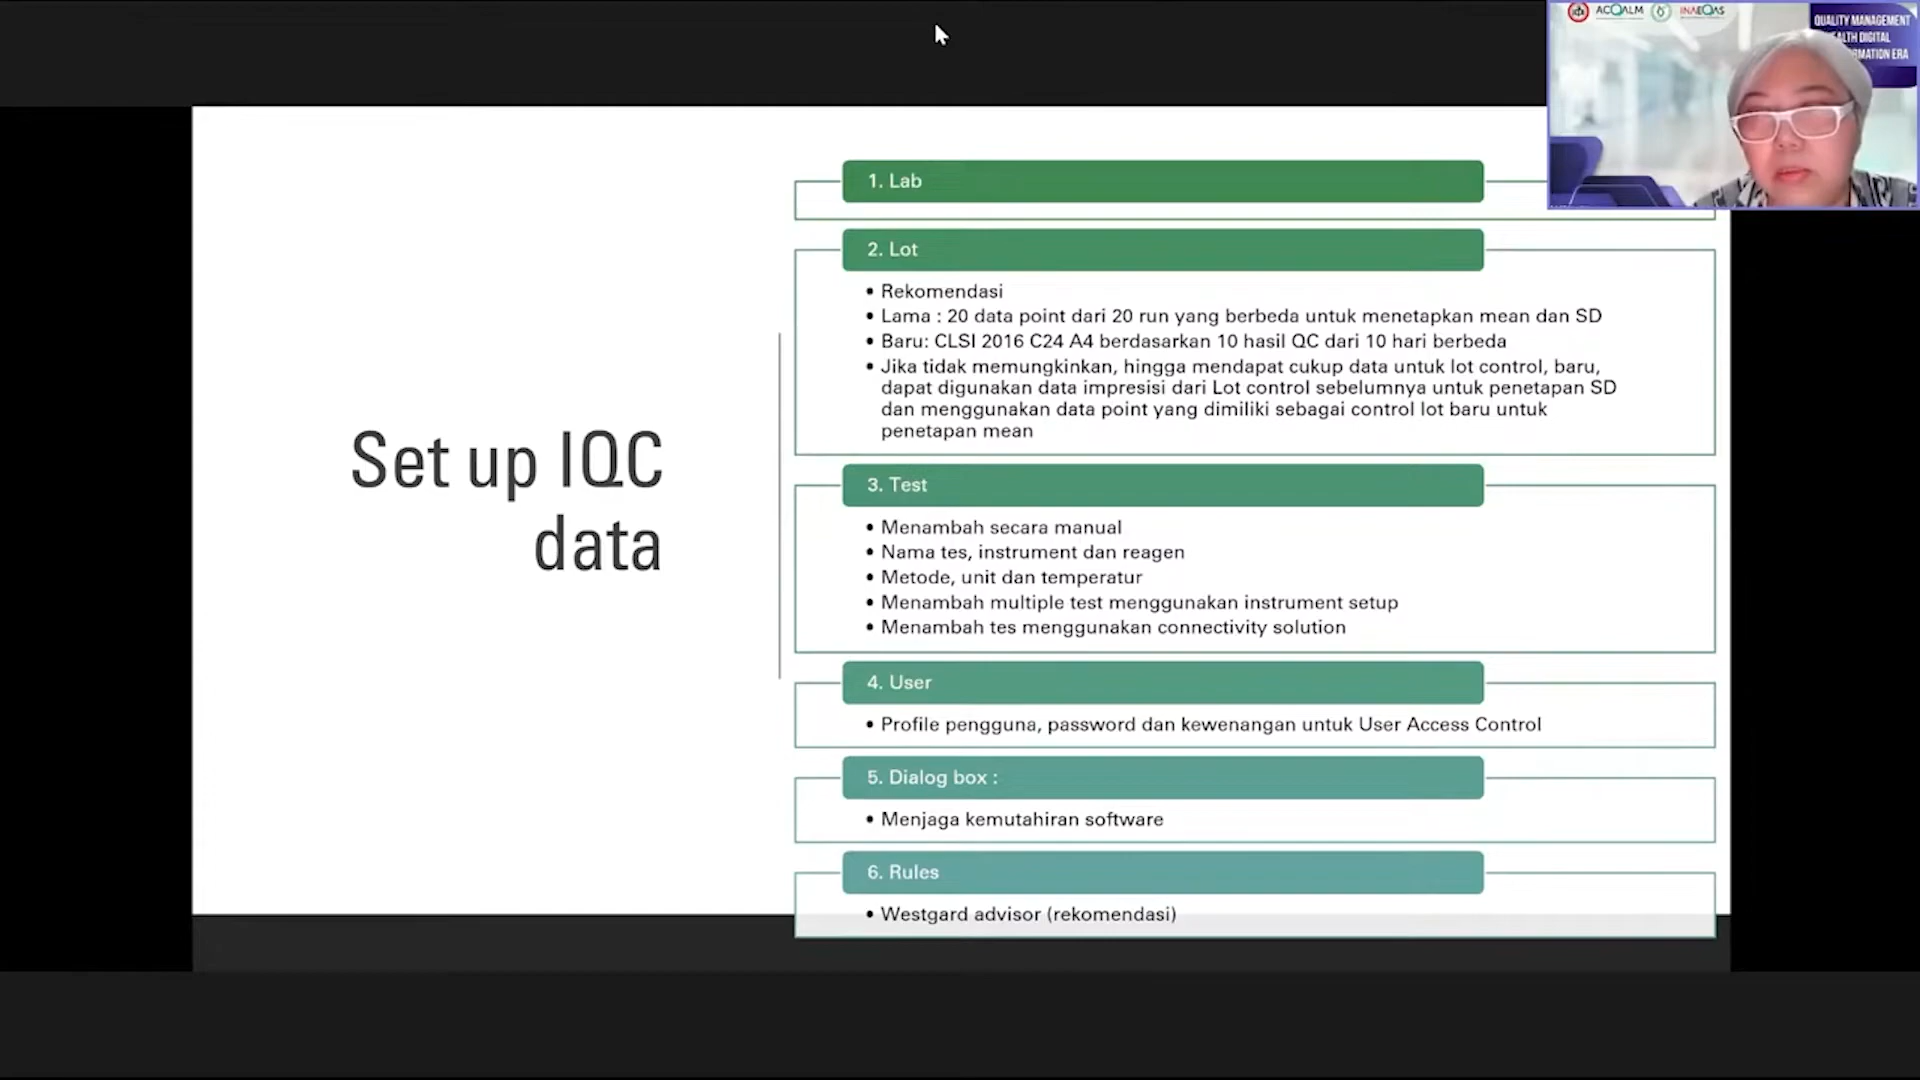 ACQALM
INAEQAS
QUALITY MANAGEMENT
ALTH DIGITAL
RMATION ERA
Set up IQC
data
1. Lab
2. Lot
• Rekomendasi
• Lama : 20 data point dari 20 run yang berbeda untuk menetapkan mean dan SD
• Baru: CLSI 2016 C24 A4 berdasarkan 10 hasil QC dari 10 hari berbeda
• Jika tidak memungkinkan, hingga mendapat cukup data untuk lot control, baru,
dapat digunakan data impresisi dari Lot control sebelumnya untuk penetapan SD
dan menggunakan data point yang dimiliki sebagai control lot baru untuk
penetapan mean
3. Test
• Menambah secara manual
• Nama tes, instrument dan reagen
• Metode, unit dan temperatur
• Menambah multiple test menggunakan instrument setup
• Menambah tes menggunakan connectivity solution
4. User
• Profile pengguna, password dan kewenangan untuk User Access Control
5. Dialog box :
• Menjaga kemutahiran software
6. Rules
• Westgard advisor (rekomendasi)